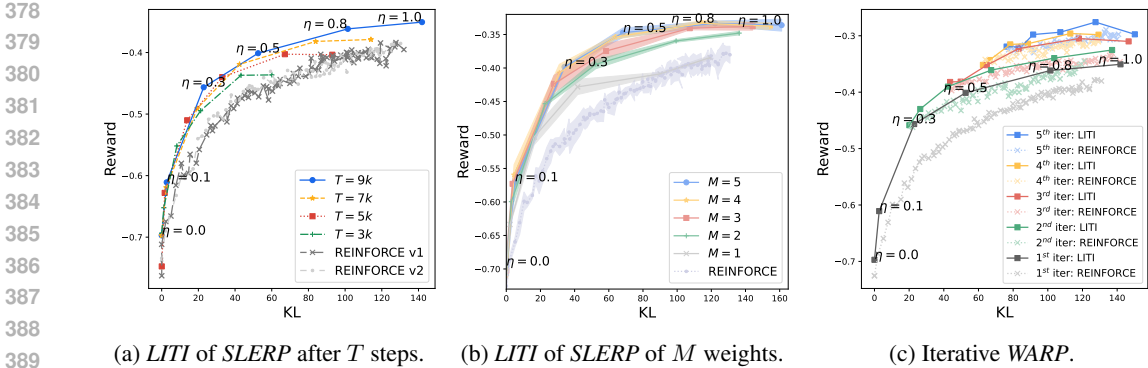 378
379
380
381
382
383
384
385
386
387
388
389
Reward
−0.4
−0.5
−0.6
−0.7
0 20 40 60 80 100 120 140
KL
η = 0.0
η = 0.1
η = 0.3
η = 0.5
η = 0.8
η = 1.0
T = 9k
T = 7k
T = 5k
T = 3k
REINFORCE v1
REINFORCE v2
(a) LITI of SLERP after T steps.
Reward
−0.35
−0.40
−0.45
−0.50
−0.55
−0.60
−0.65
−0.70
0 20 40 60 80 100 120 140 160
KL
η = 0.0
η = 0.1
η = 0.3
η = 0.5
η = 0.8
η = 1.0
M = 5
M = 4
M = 3
M = 2
M = 1
REINFORCE
(b) LITI of SLERP of M weights.
Reward
−0.3
−0.4
−0.5
−0.6
−0.7
0 20 40 60 80 100 120 140
KL
η = 0.0
η = 0.1
η = 0.3
η = 0.5
η = 0.8
η = 1.0
5th iter: LITI
5th iter: REINFORCE
4th iter: LITI
4th iter: REINFORCE
3rd iter: LITI
3rd iter: REINFORCE
2nd iter: LITI
2nd iter: REINFORCE
1st iter: LITI
1st iter: REINFORCE
(c) Iterative WARP.